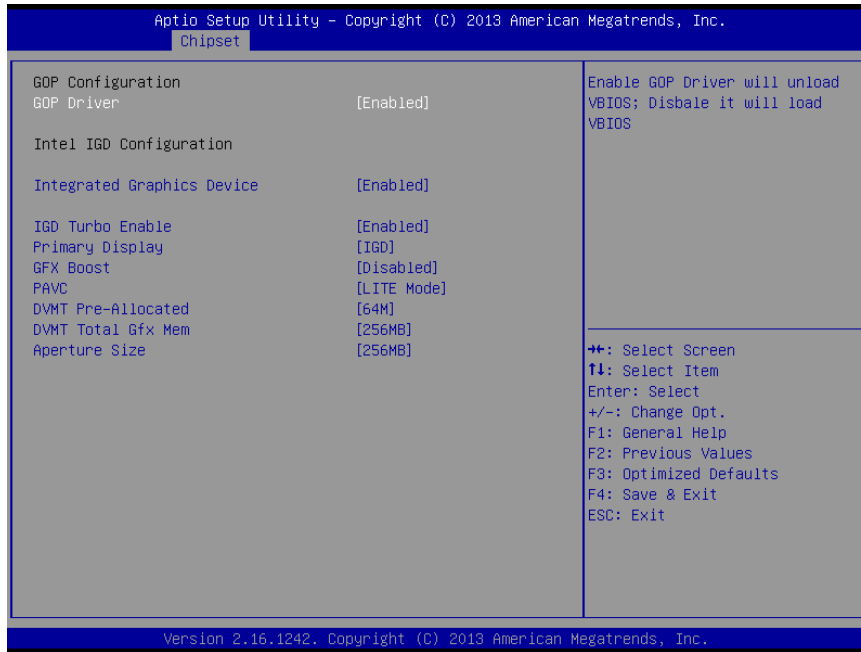 Aptio Setup Utility – Copyright (C) 2013 American Megatrends, Inc.
Chipset
GOP Configuration
GOP Driver [Enabled]
Intel IGD Configuration
Integrated Graphics Device [Enabled]
IGD Turbo Enable [Enabled]
Primary Display [IGD]
GFX Boost [Disabled]
PAVC [LITE Mode]
DVMT Pre-Allocated [64M]
DVMT Total Gfx Mem [256MB]
Aperture Size [256MB]
Enable GOP Driver will unload
VBIOS; Disbale it will load
VBIOS
→←: Select Screen
↑↓: Select Item
Enter: Select
+/-: Change Opt.
F1: General Help
F2: Previous Values
F3: Optimized Defaults
F4: Save & Exit
ESC: Exit
Version 2.16.1242. Copyright (C) 2013 American Megatrends, Inc.